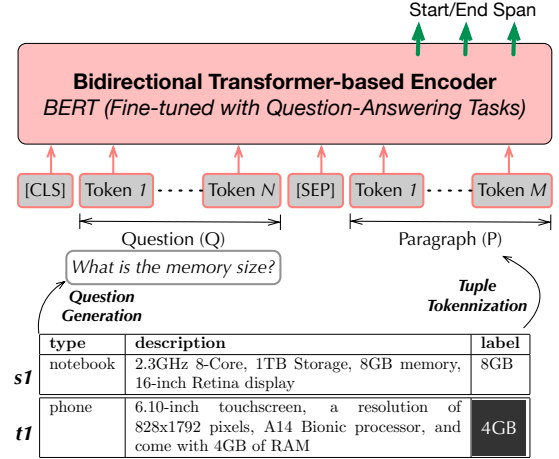 Start/End Span
Bidirectional Transformer-based Encoder
BERT (Fine-tuned with Question-Answering Tasks)
[CLS] Token 1 ...... Token N [SEP] Token 1 ...... Token M
Question (Q) Paragraph (P)
What is the memory size?
Question
Generation
Tuple
Tokennization
type description label
s1 notebook 2.3GHz 8-Core, 1TB Storage, 8GB memory, 8GB
16-inch Retina display
t1 phone 6.10-inch touchscreen, a resolution of
828x1792 pixels, A14 Bionic processor, and 4GB
come with 4GB of RAM